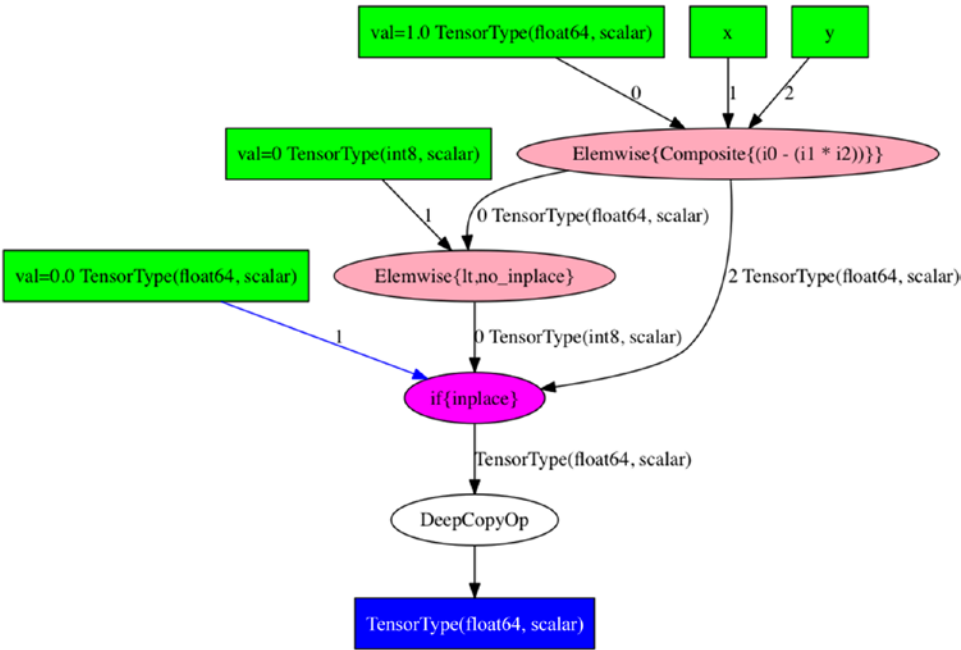 val=1.0 TensorType(float64, scalar)
x
y
0
1
2
val=0 TensorType(int8, scalar)
Elemwise{Composite{(i0 - (i1 * i2))}}
1
0 TensorType(float64, scalar)
val=0.0 TensorType(float64, scalar)
Elemwise{lt,no_inplace}
2 TensorType(float64, scalar)
1
0 TensorType(int8, scalar)
if{inplace}
TensorType(float64, scalar)
DeepCopyOp
TensorType(float64, scalar)